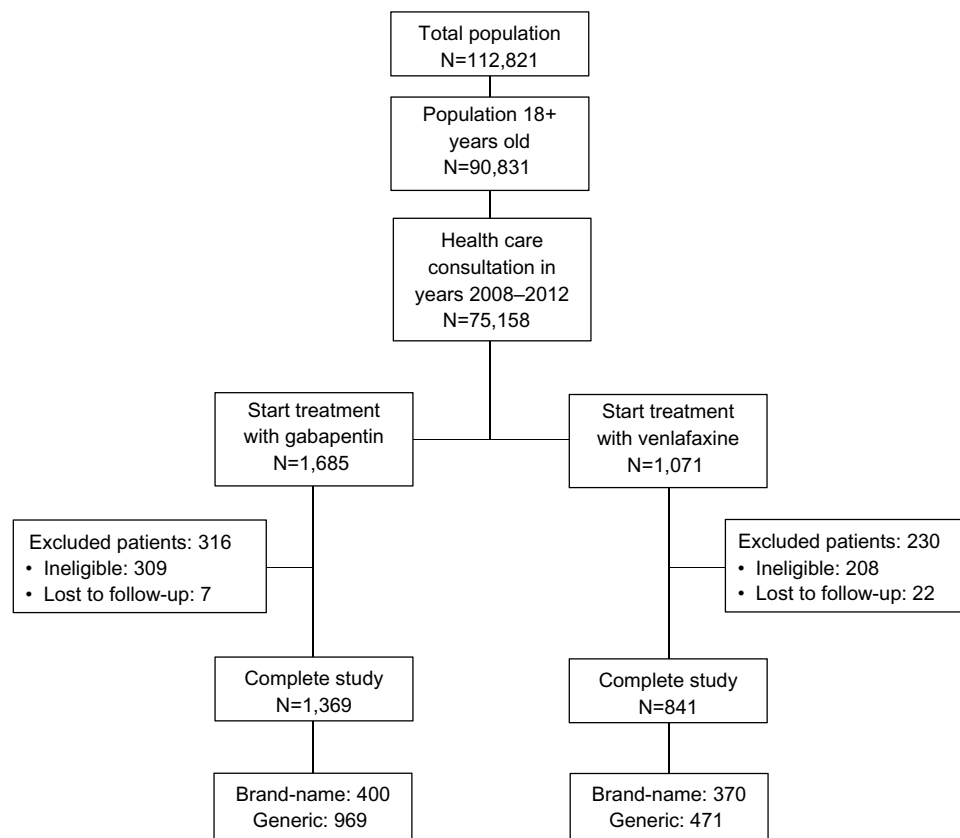 Total population
N=112,821
Population 18+
years old
N=90,831
Health care
consultation in
years 2008–2012
N=75,158
Start treatment
with gabapentin
N=1,685
Start treatment
with venlafaxine
N=1,071
Excluded patients: 316
• Ineligible: 309
• Lost to follow-up: 7
Excluded patients: 230
• Ineligible: 208
• Lost to follow-up: 22
Complete study
N=1,369
Complete study
N=841
Brand-name: 400
Generic: 969
Brand-name: 370
Generic: 471